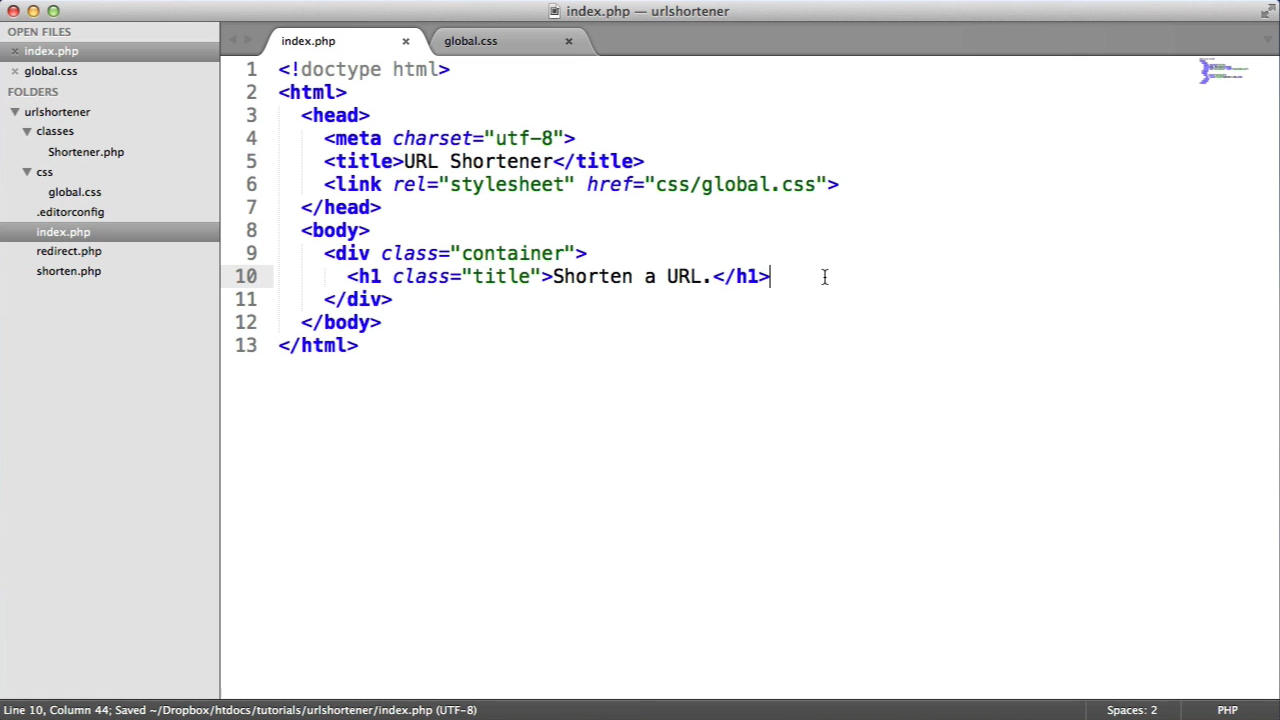 index.php — urlshortener
OPEN FILES
index.php
global.css
FOLDERS
urlshortener
classes
Shortener.php
css
global.css
.editorconfig
index.php
redirect.php
shorten.php
index.php
global.css
1 <!doctype html>
2 <html>
3 <head>
4 <meta charset="utf-8">
5 <title>URL Shortener</title>
6 <link rel="stylesheet" href="css/global.css">
7 </head>
8 <body>
9 <div class="container">
10 <h1 class="title">Shorten a URL.</h1>
11 </div>
12 </body>
13 </html>
Line 10, Column 44; Saved ~/Dropbox/htdocs/tutorials/urlshortener/index.php (UTF-8)
Spaces: 2
PHP